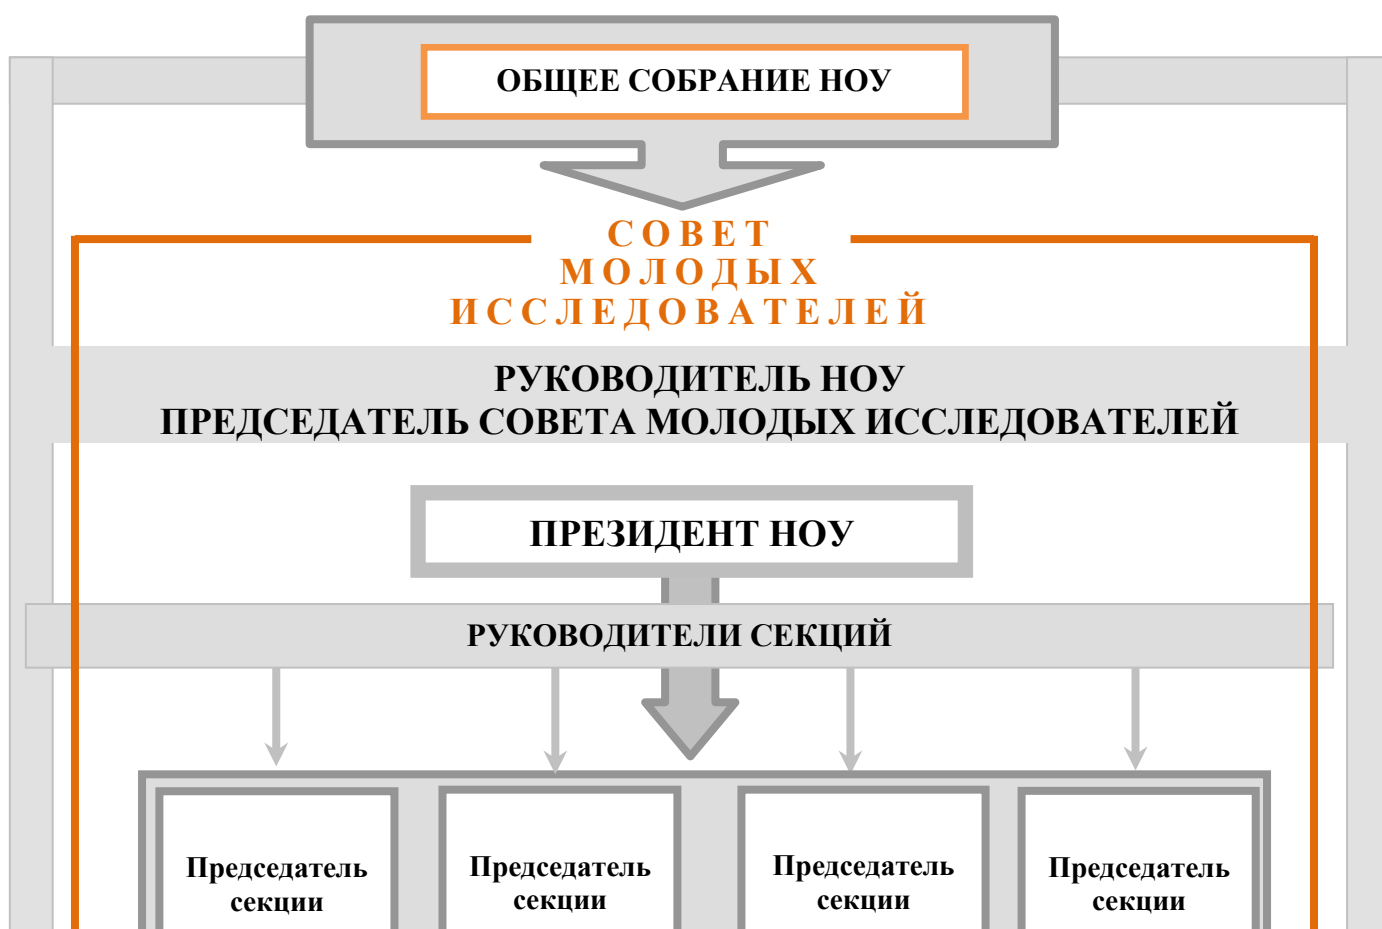 ОБЩЕЕ СОБРАНИЕ НОУ
СОВЕТ
МОЛОДЫХ
ИССЛЕДОВАТЕЛЕЙ
РУКОВОДИТЕЛЬ НОУ
ПРЕДСЕДАТЕЛЬ СОВЕТА МОЛОДЫХ ИССЛЕДОВАТЕЛЕЙ
ПРЕЗИДЕНТ НОУ
РУКОВОДИТЕЛИ СЕКЦИЙ
Председатель
секции
Председатель
секции
Председатель
секции
Председатель
секции